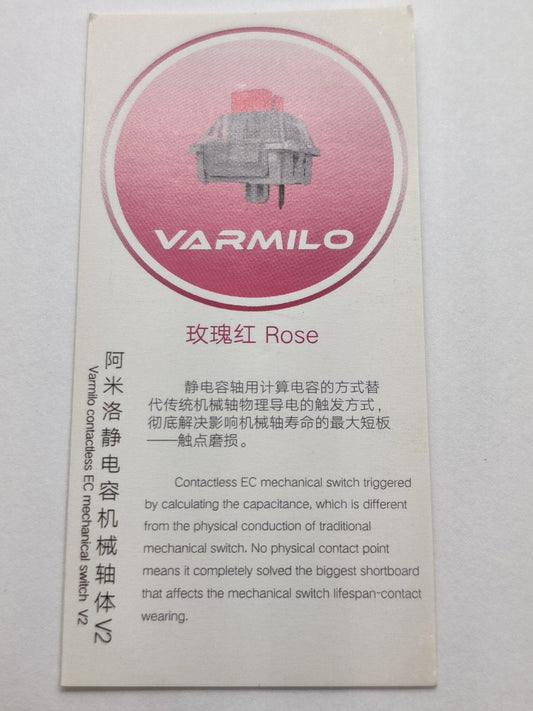 VARMILO
玫瑰红 Rose
静电容轴用计算电容的方式替
代传统机械轴物理导电的触发方式，
彻底解决影响机械轴寿命的最大短板
——触点磨损。
Contactless EC mechanical switch triggered
by calculating the capacitance, which is different
from the physical conduction of traditional
mechanical switch. No physical contact point
means it completely solved the biggest shortboard
that affects the mechanical switch lifespan-contact
wearing.
阿米洛静电容机械轴体 V2
Varmilo contactless EC mechanical switch V2